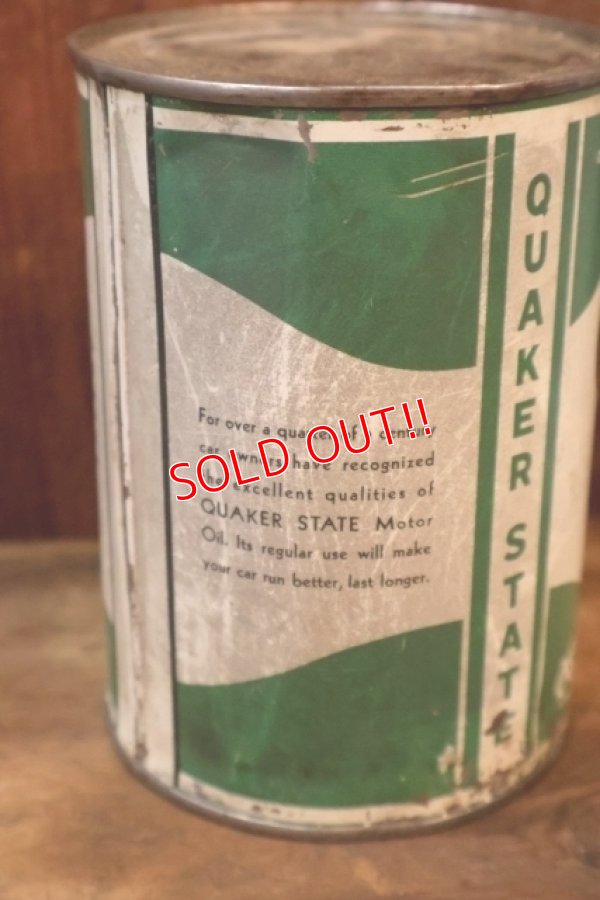 For over a quarter of a century
car owners have recognized
the excellent qualities of
QUAKER STATE Motor
Oil. Its regular use will make
your car run better, last longer.
QUAKER STATE
SOLD OUT!!